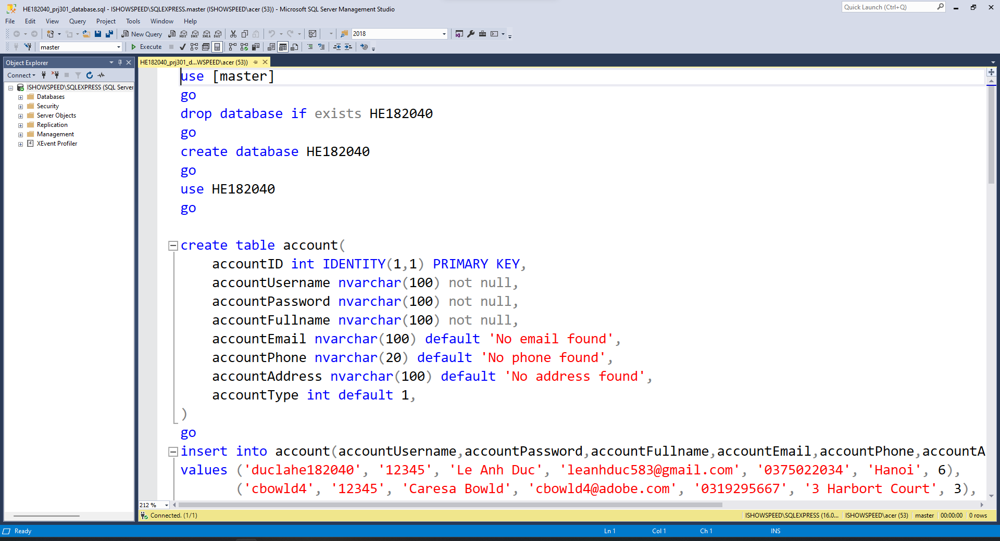 HE182040_prj301_database.sql - ISHOWSPEED\SQLEXPRESS.master (ISHOWSPEED\acer (53)) - Microsoft SQL Server Management Studio
Quick Launch (Ctrl+Q)
File Edit View Query Project Tools Window Help
New Query MDX DMX XMLA DAX 2018
master Execute
Object Explorer
HE182040_prj301_d...WSPEED\acer (53))
Connect
ISHOWSPEED\SQLEXPRESS (SQL Server
Databases
Security
Server Objects
Replication
Management
XEvent Profiler
use [master]
go
drop database if exists HE182040
go
create database HE182040
go
use HE182040
go
create table account(
accountID int IDENTITY(1,1) PRIMARY KEY,
accountUsername nvarchar(100) not null,
accountPassword nvarchar(100) not null,
accountFullname nvarchar(100) not null,
accountEmail nvarchar(100) default 'No email found',
accountPhone nvarchar(20) default 'No phone found',
accountAddress nvarchar(100) default 'No address found',
accountType int default 1,
)
go
insert into account(accountUsername,accountPassword,accountFullname,accountEmail,accountPhone,accountA
values ('duclahe182040', '12345', 'Le Anh Duc', 'leanhduc583@gmail.com', '0375022034', 'Hanoi', 6),
('cbowld4', '12345', 'Caresa Bowld', 'cbowld4@adobe.com', '0319295667', '3 Harbort Court', 3),
212 %
Connected. (1/1)
ISHOWSPEED\SQLEXPRESS (16.0... ISHOWSPEED\acer (53) master 00:00:00 0 rows
Ready Ln 1 Col 1 Ch 1 INS